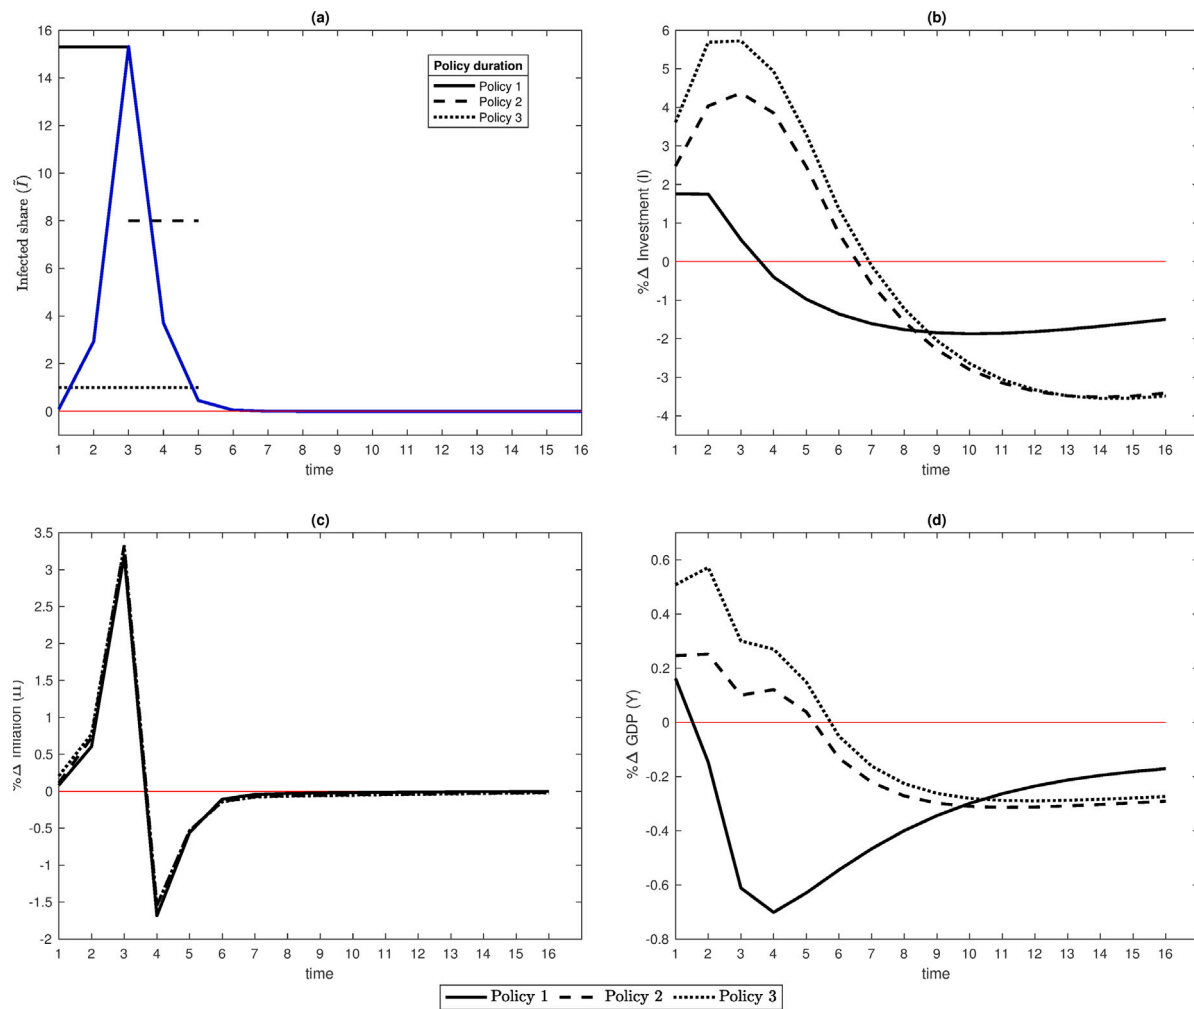 (a)
16
14
12
10
8
6
4
2
0
Infected share (Ĩ)
Policy duration
Policy 1
Policy 2
Policy 3
1 2 3 4 5 6 7 8 9 10 11 12 13 14 15 16
time
(b)
6
5
4
3
2
1
0
-1
-2
-3
-4
%Δ Investment (I)
1 2 3 4 5 6 7 8 9 10 11 12 13 14 15 16
time
(c)
3.5
3
2.5
2
1.5
1
0.5
0
-0.5
-1
-1.5
-2
%Δ Inflation (Π)
1 2 3 4 5 6 7 8 9 10 11 12 13 14 15 16
time
(d)
0.6
0.4
0.2
0
-0.2
-0.4
-0.6
-0.8
%Δ GDP (Y)
1 2 3 4 5 6 7 8 9 10 11 12 13 14 15 16
time
Policy 1 Policy 2 Policy 3